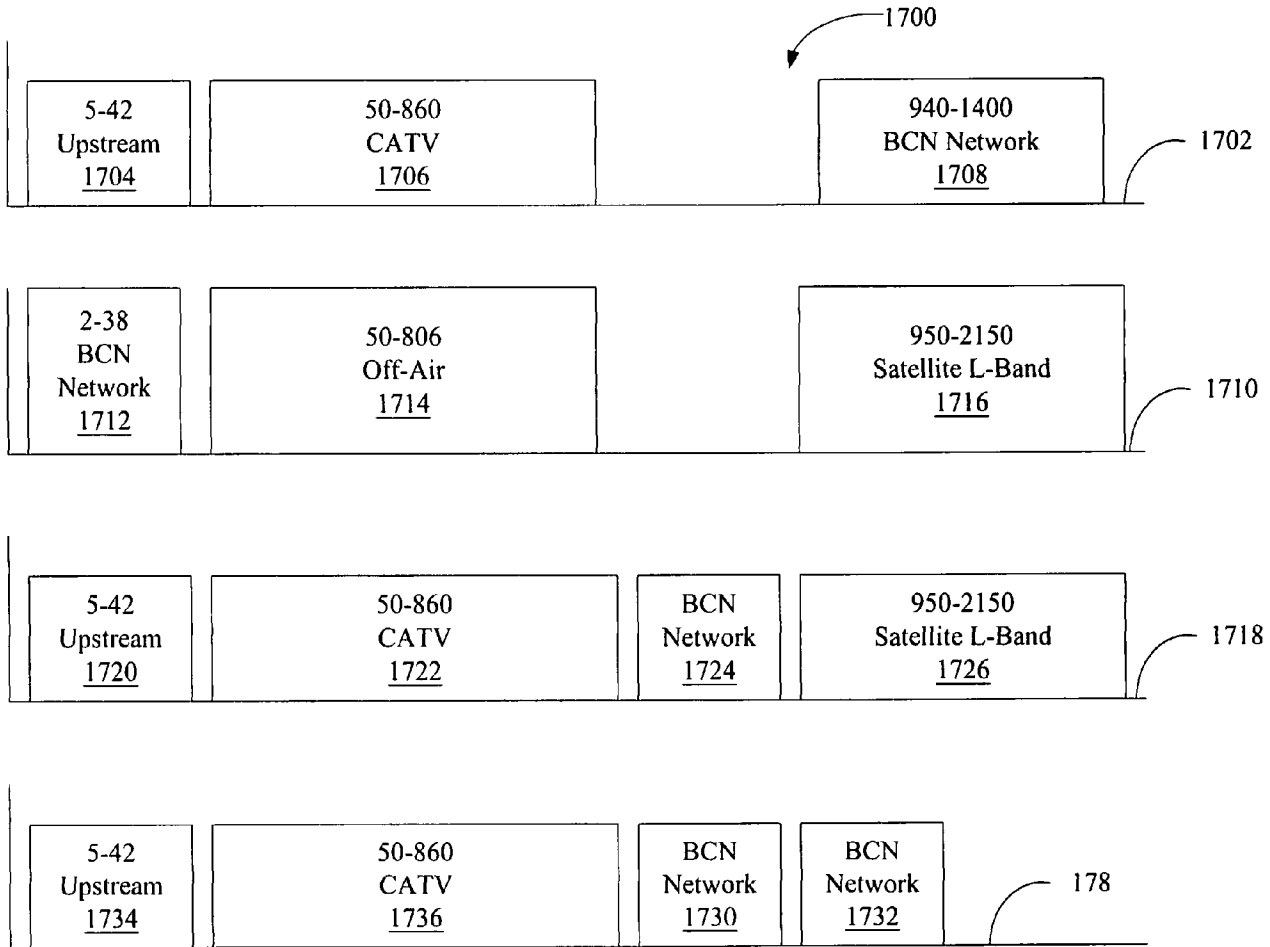 1700
5-42
Upstream
1704
50-860
CATV
1706
940-1400
BCN Network
1708
1702
2-38
BCN
Network
1712
50-806
Off-Air
1714
950-2150
Satellite L-Band
1716
1710
5-42
Upstream
1720
50-860
CATV
1722
BCN
Network
1724
950-2150
Satellite L-Band
1726
1718
5-42
Upstream
1734
50-860
CATV
1736
BCN
Network
1730
BCN
Network
1732
178